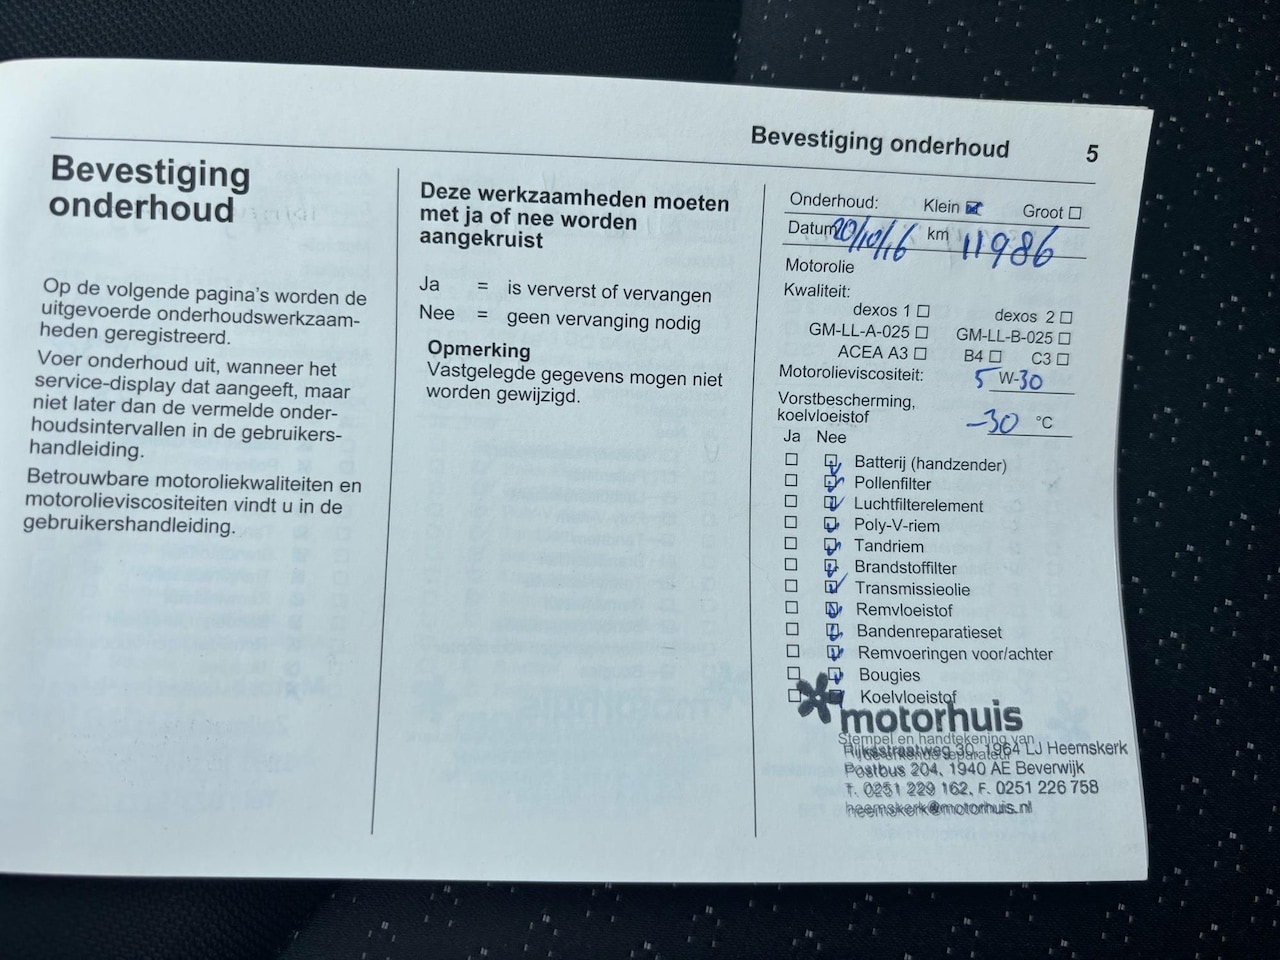 Bevestiging onderhoud 5
Bevestiging
onderhoud
Op de volgende pagina's worden de
uitgevoerde onderhoudswerkzaam-
heden geregistreerd.
Voer onderhoud uit, wanneer het
service-display dat aangeeft, maar
niet later dan de vermelde onder-
houdsintervallen in de gebruikers-
handleiding.
Betrouwbare motoroliekwaliteiten en
motorolieviscositeiten vindt u in de
gebruikershandleiding.
Deze werkzaamheden moeten
met ja of nee worden
aangekruist
Ja = is ververst of vervangen
Nee = geen vervanging nodig
Opmerking
Vastgelegde gegevens mogen niet
worden gewijzigd.
Onderhoud: Klein Groot
Datum 20/10/16 km 11986
Motorolie
Kwaliteit:
dexos 1 dexos 2
GM-LL-A-025 GM-LL-B-025
ACEA A3 B4 C3
Motorolieviscositeit: 5 W-30
Vorstbescherming,
koelvloeistof -30 °C
Ja Nee
Batterij (handzender)
Pollenfilter
Luchtfilterelement
Poly-V-riem
Tandriem
Brandstoffilter
Transmissieolie
Remvloeistof
Bandenreparatieset
Remvoeringen voor/achter
Bougies
Koelvloeistof
motorhuis
Stempel en handtekening van
Rijksstraatweg 30, 1964 LJ Heemskerk
Postbus 204, 1940 AE Beverwijk
T. 0251 229 162, F. 0251 226 758
heemskerk@motorhuis.nl